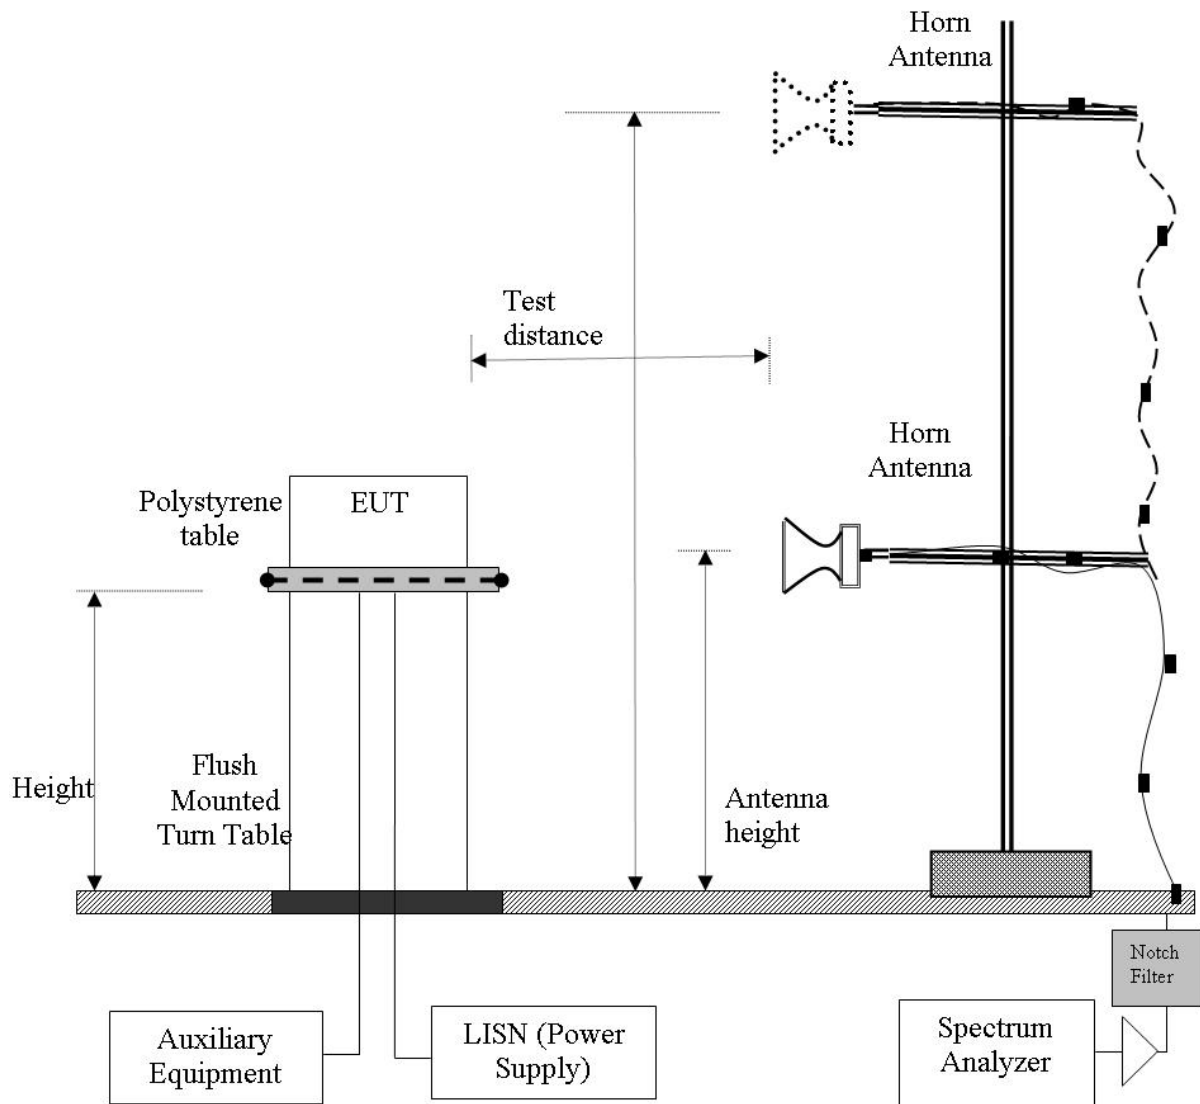 Horn
Antenna
Test
distance
Horn
Antenna
Polystyrene
table
EUT
Height
Flush
Mounted
Turn Table
Antenna
height
Notch
Filter
Auxiliary
Equipment
LISN (Power
Supply)
Spectrum
Analyzer